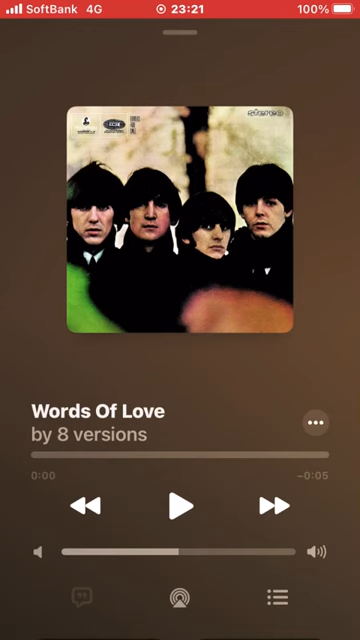 SoftBank 4G 23:21 100%
stereo
Words Of Love
by 8 versions
0:00 -0:05